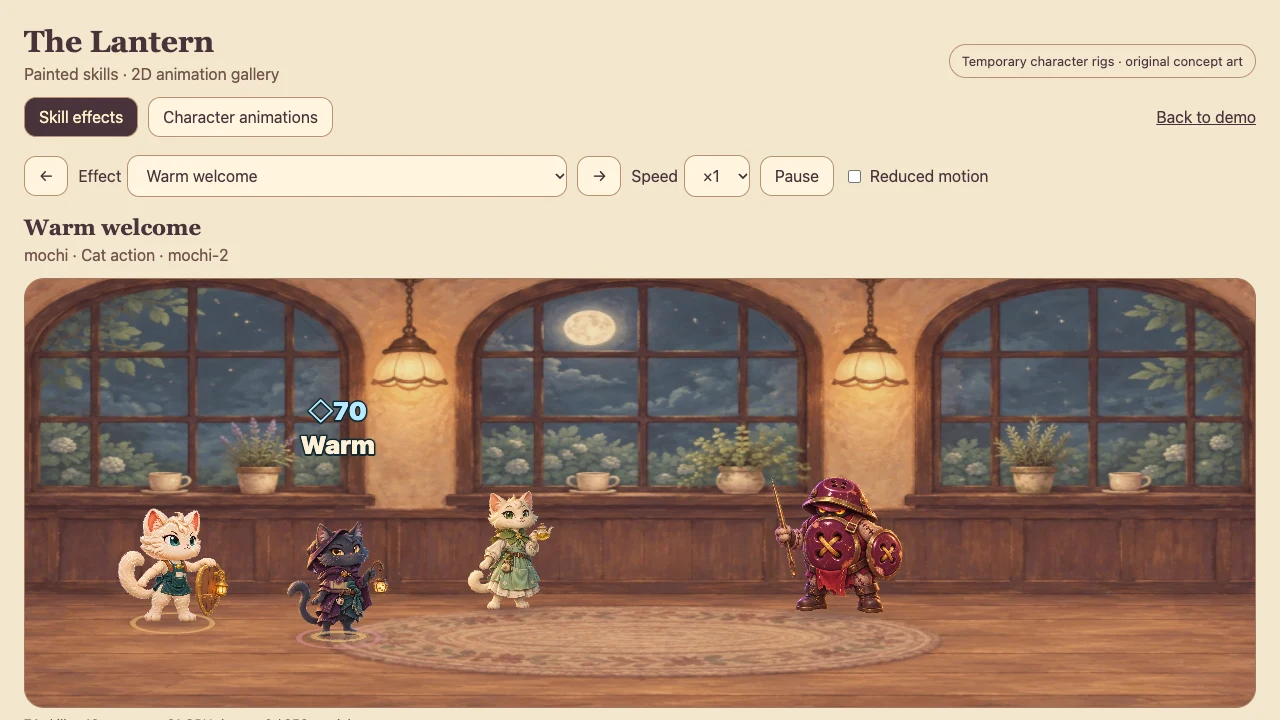 The Lantern
Painted skills · 2D animation gallery
Temporary character rigs · original concept art
Skill effects
Character animations
Back to demo
←
Effect
Warm welcome
→
Speed
×1
Pause
Reduced motion
Warm welcome
mochi · Cat action · mochi-2
◇70
Warm